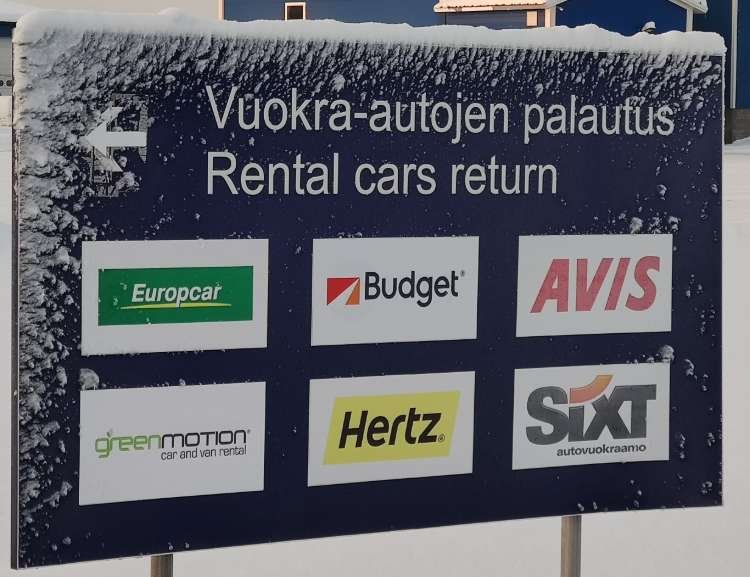 Vuokra-autojen palautus
Rental cars return
Europcar
Budget®
AVIS
greenmotion®
car and van rental
Hertz®
SiXT
autovuokraamo